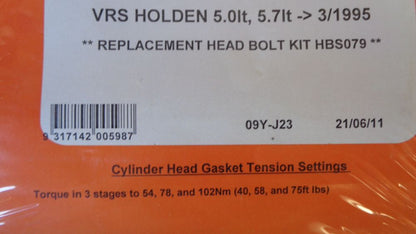 VRS HOLDEN 5.0lt, 5.7lt -> 3/1995
** REPLACEMENT HEAD BOLT KIT HBS079 **
9 317142 005987
09Y-J23 21/06/11
Cylinder Head Gasket Tension Settings
Torque in 3 stages to 54, 78, and 102Nm (40, 58, and 75ft lbs)